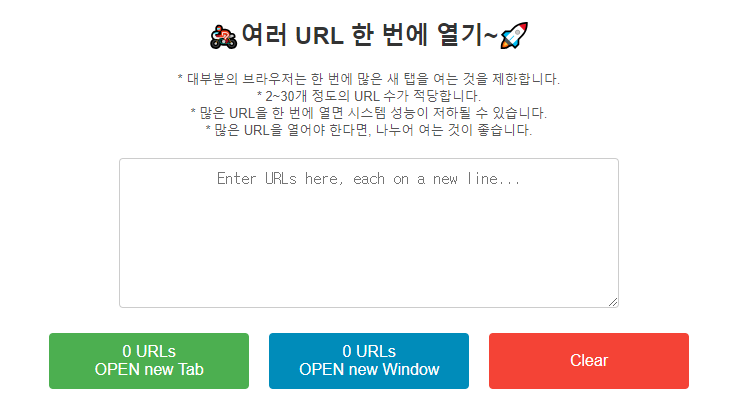 🏍️여러 URL 한 번에 열기~🚀
* 대부분의 브라우저는 한 번에 많은 새 탭을 여는 것을 제한합니다.
* 2~30개 정도의 URL 수가 적당합니다.
* 많은 URL을 한 번에 열면 시스템 성능이 저하될 수 있습니다.
* 많은 URL을 열어야 한다면, 나누어 여는 것이 좋습니다.
Enter URLs here, each on a new line...
0 URLs
OPEN new Tab
0 URLs
OPEN new Window
Clear